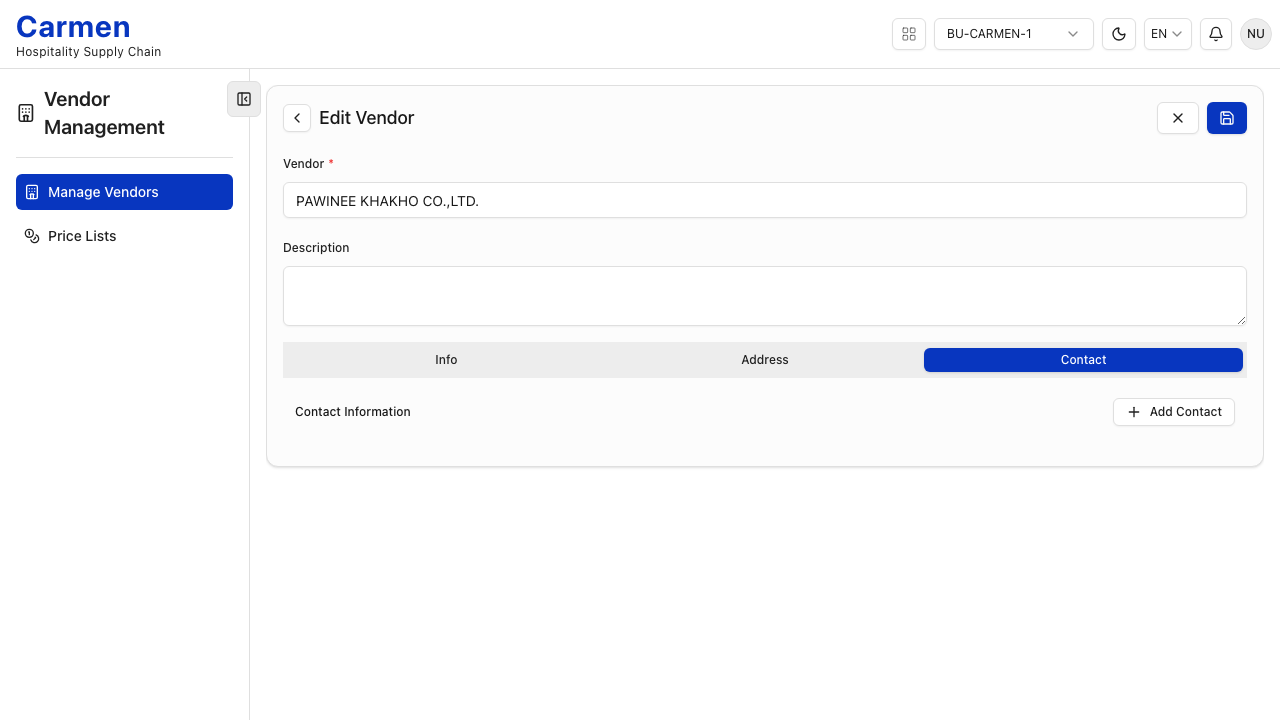 Carmen
Hospitality Supply Chain
BU-CARMEN-1
EN
NU
Vendor
Management
Manage Vendors
Price Lists
Edit Vendor
Vendor *
PAWINEE KHAKHO CO.,LTD.
Description
Info
Address
Contact
Contact Information
Add Contact